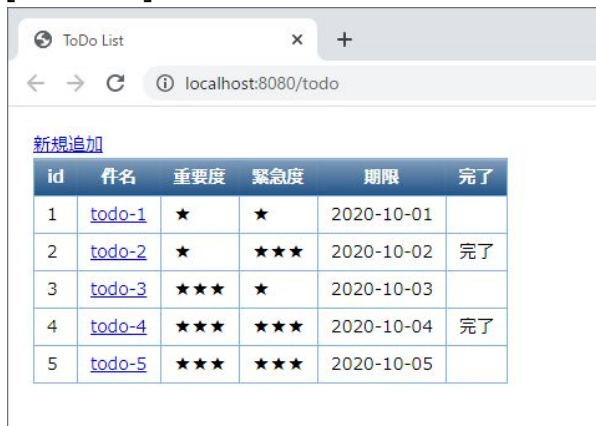 ToDo List
localhost:8080/todo
新規追加
id 件名 重要度 緊急度 期限 完了
1 todo-1 ★ ★ 2020-10-01
2 todo-2 ★ ★★★ 2020-10-02 完了
3 todo-3 ★★★ ★ 2020-10-03
4 todo-4 ★★★ ★★★ 2020-10-04 完了
5 todo-5 ★★★ ★★★ 2020-10-05